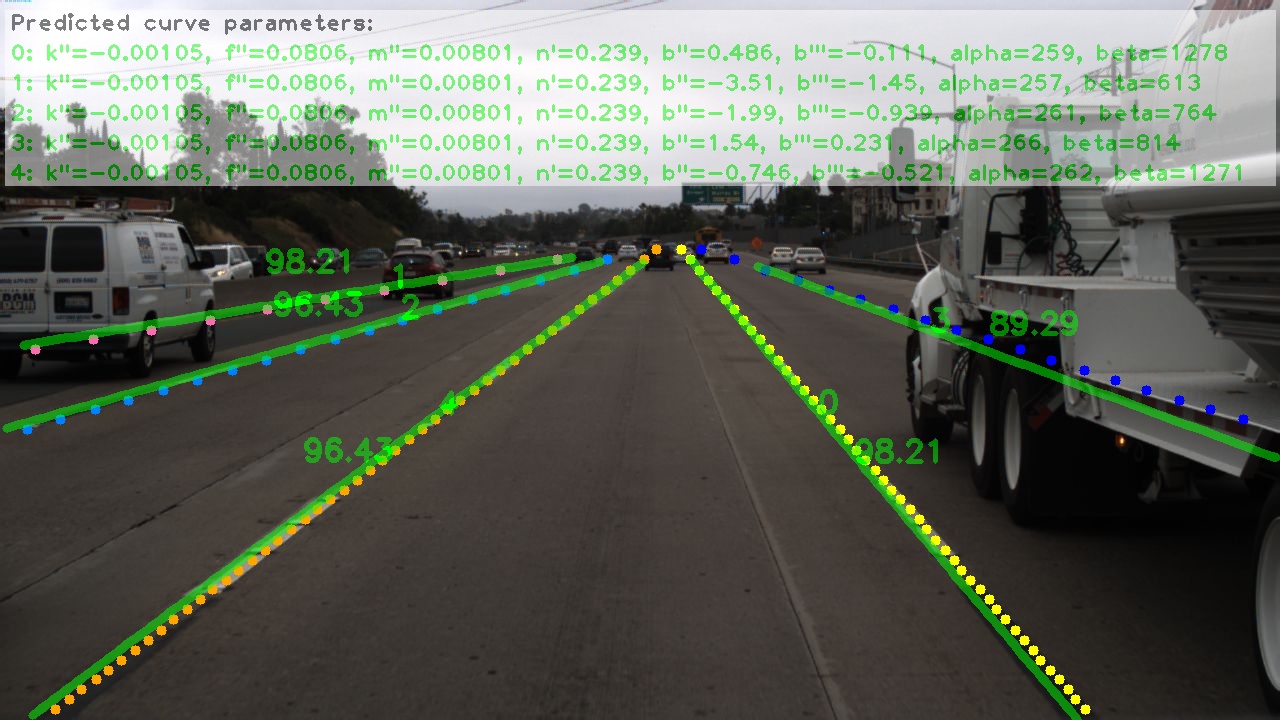 Predicted curve parameters:
0: k''=-0.00105, f''=0.0806, m''=0.00801, n'=0.239, b''=0.486, b'''=-0.111, alpha=259, beta=1278
1: k''=-0.00105, f''=0.0806, m''=0.00801, n'=0.239, b''=-3.51, b'''=-1.45, alpha=257, beta=613
2: k''=-0.00105, f''=0.0806, m''=0.00801, n'=0.239, b''=-1.99, b'''=-0.939, alpha=261, beta=764
3: k''=-0.00105, f''=0.0806, m''=0.00801, n'=0.239, b''=1.54, b'''=0.231, alpha=266, beta=814
4: k''=-0.00105, f''=0.0806, m''=0.00801, n'=0.239, b''=-0.746, b'''=-0.521, alpha=262, beta=1271
98.21
1
96.43
2
3
89.29
4
0
96.43
98.21